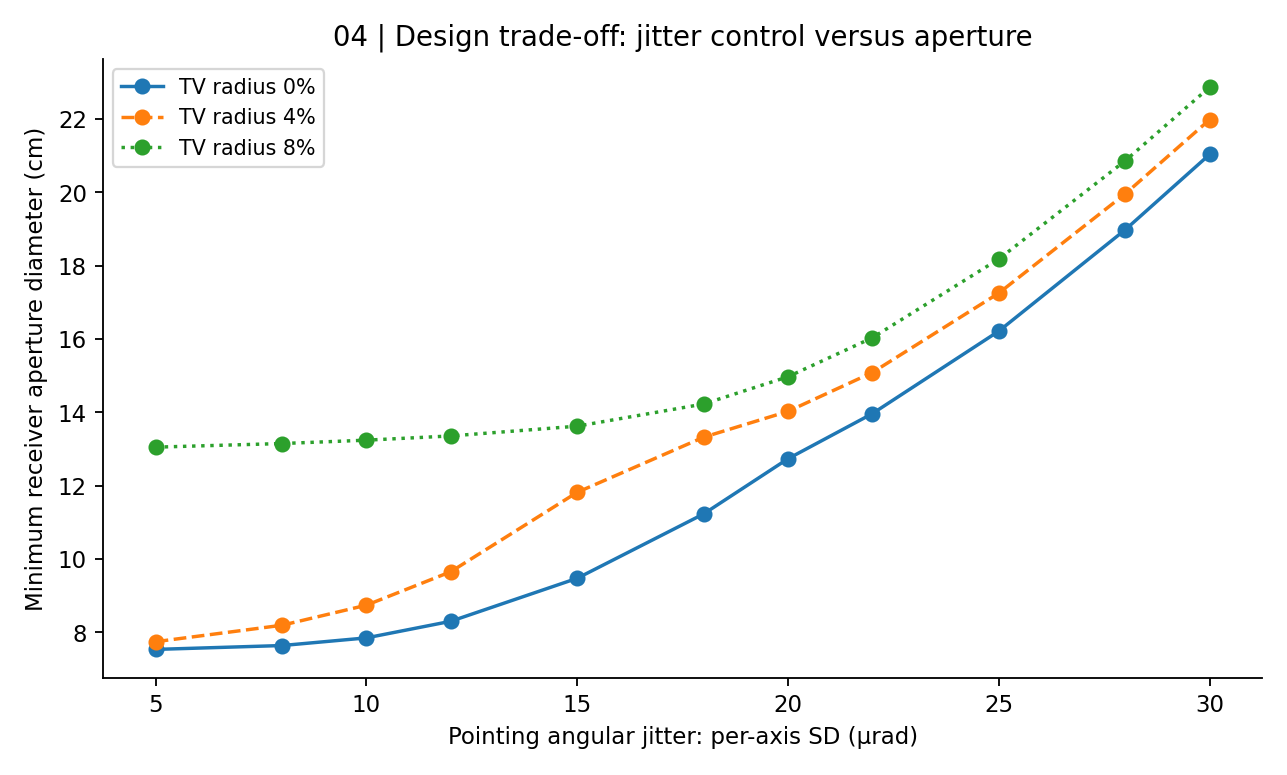 04 | Design trade-off: jitter control versus aperture
TV radius 0%
TV radius 4%
TV radius 8%
Minimum receiver aperture diameter (cm)
22
20
18
16
14
12
10
8
5
10
15
20
25
30
Pointing angular jitter: per-axis SD (μrad)